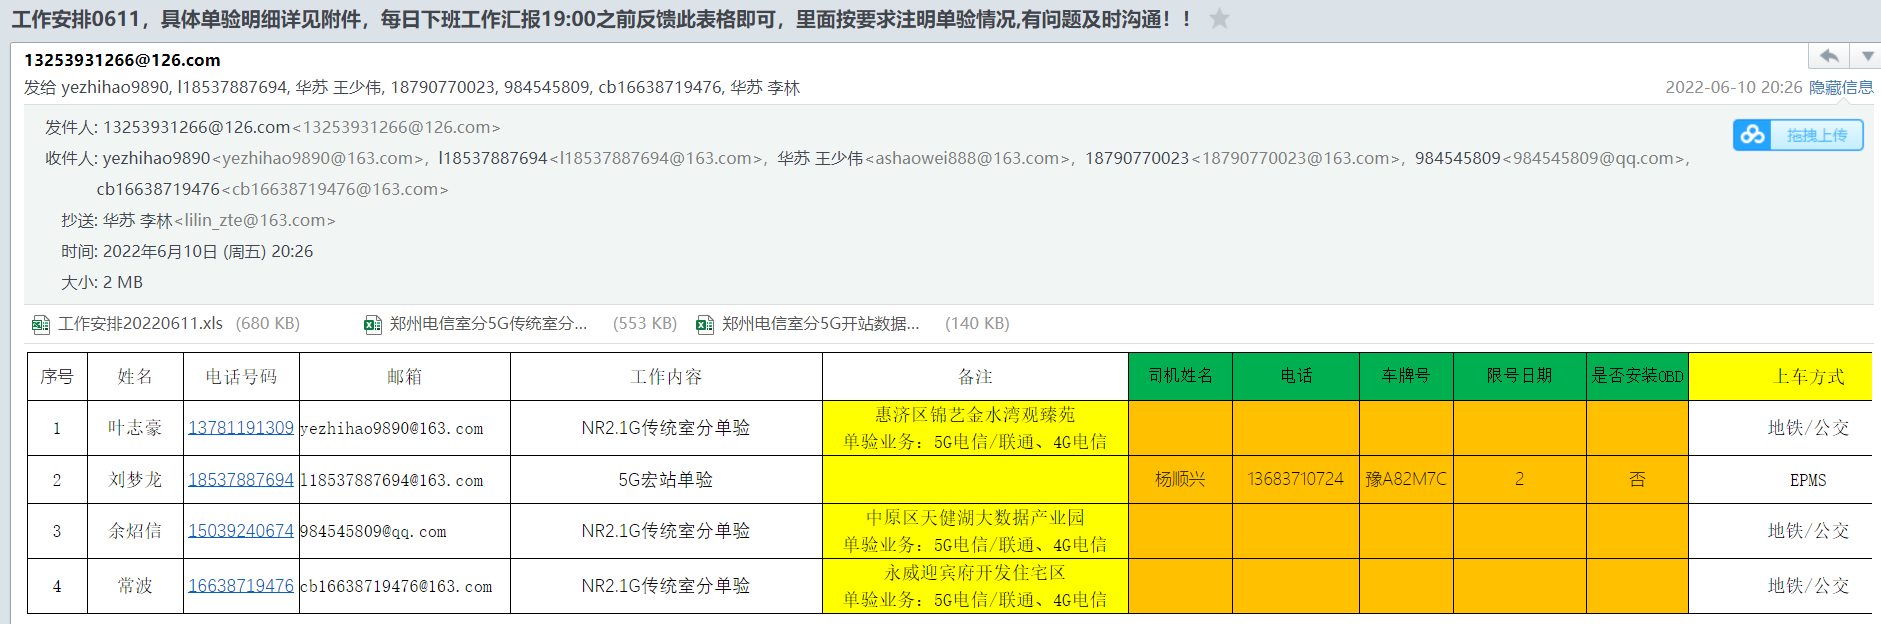 工作安排0611，具体单验明细详见附件，每日下班工作汇报19:00之前反馈此表格即可，里面按要求注明单验情况,有问题及时沟通！！
13253931266@126.com
发给 yezhihao9890, l18537887694, 华苏 王少伟, 18790770023, 984545809, cb16638719476, 华苏 李林
2022-06-10 20:26 隐藏信息
发件人: 13253931266@126.com<13253931266@126.com>
拖拽上传
收件人: yezhihao9890<yezhihao9890@163.com>, l18537887694<l18537887694@163.com>, 华苏 王少伟<ashaowei888@163.com>, 18790770023<18790770023@163.com>, 984545809<984545809@qq.com>,
cb16638719476<cb16638719476@163.com>
抄送: 华苏 李林<lilin_zte@163.com>
时间: 2022年6月10日 (周五) 20:26
大小: 2 MB
工作安排20220611.xls (680 KB) 郑州电信室分5G传统室分... (553 KB) 郑州电信室分5G开站数据... (140 KB)
序号 姓名 电话号码 邮箱 工作内容 备注 司机姓名 电话 车牌号 限号日期 是否安装OBD 上车方式
1 叶志豪 13781191309 yezhihao9890@163.com NR2.1G传统室分单验 惠济区锦艺金水湾观臻苑 地铁/公交
单验业务：5G电信/联通、4G电信
2 刘梦龙 18537887694 l18537887694@163.com 5G宏站单验 杨顺兴 13683710724 豫A82M7C 2 否 EPMS
3 余炤信 15039240674 984545809@qq.com NR2.1G传统室分单验 中原区天健湖大数据产业园 地铁/公交
单验业务：5G电信/联通、4G电信
4 常波 16638719476 cb16638719476@163.com NR2.1G传统室分单验 永威迎宾府开发住宅区 地铁/公交
单验业务：5G电信/联通、4G电信